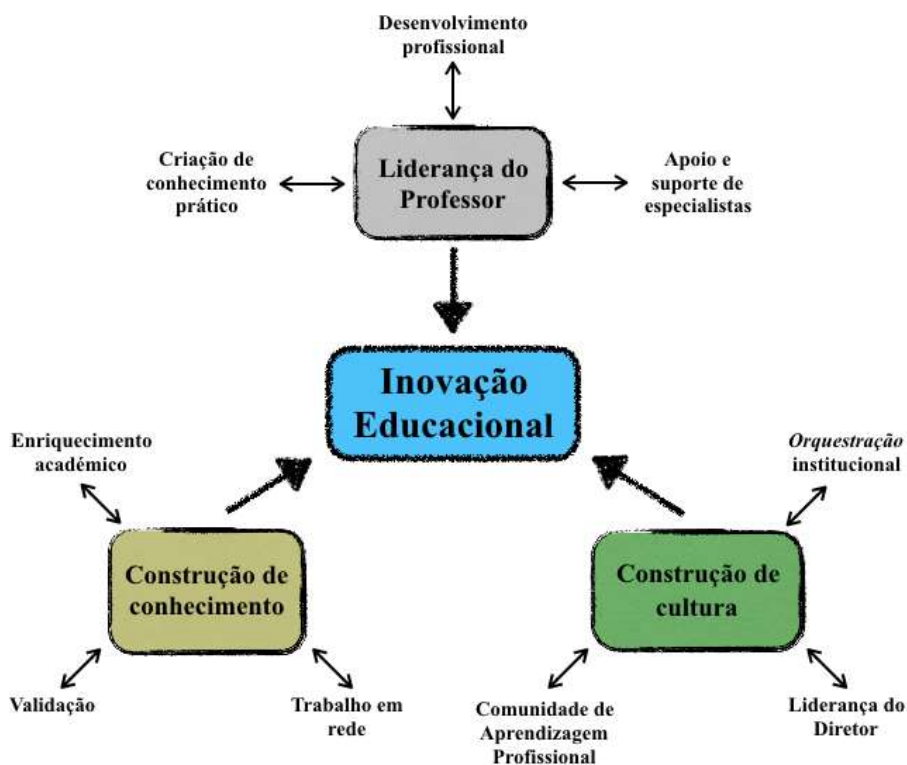 Desenvolvimento
profissional
Criação de
conhecimento
prático
Liderança do
Professor
Apoio e
suporte de
especialistas
Inovação
Educacional
Enriquecimento
académico
Orquestração
institucional
Construção de
conhecimento
Construção de
cultura
Validação
Trabalho em
rede
Comunidade de
Aprendizagem
Profissional
Liderança do
Diretor